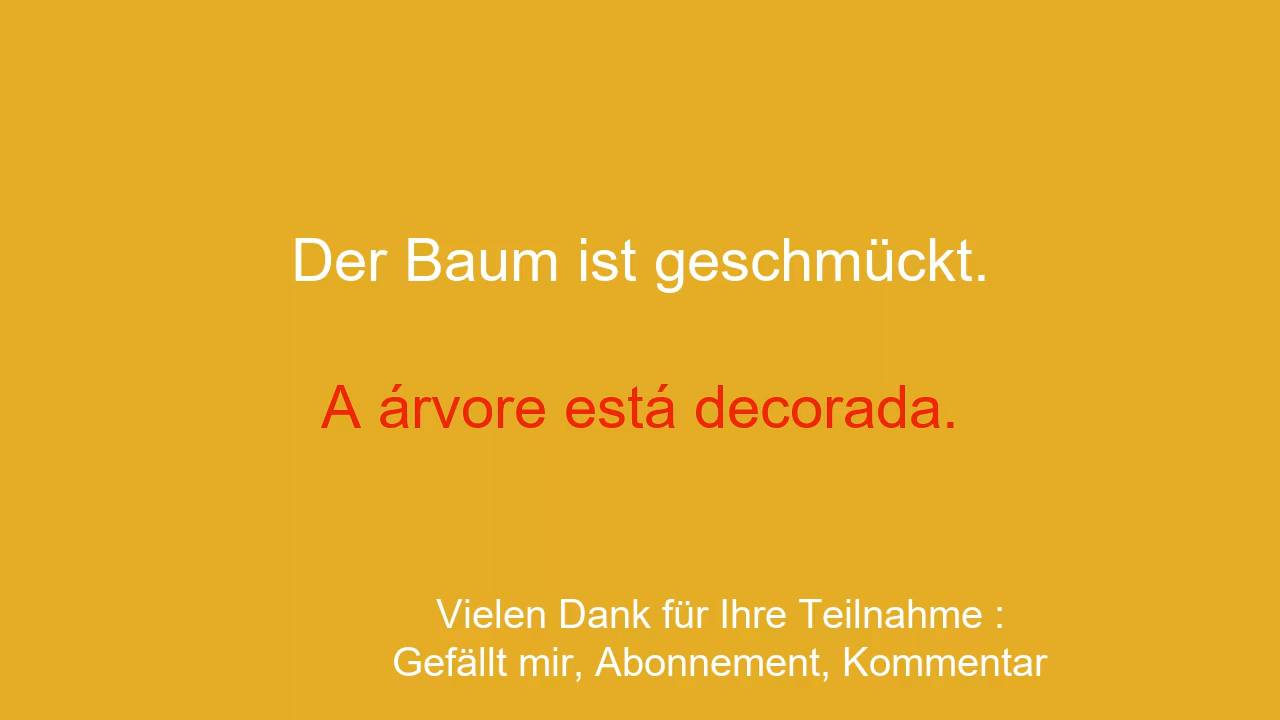 Der Baum ist geschmückt.
A árvore está decorada.
Vielen Dank für Ihre Teilnahme :
Gefällt mir, Abonnement, Kommentar